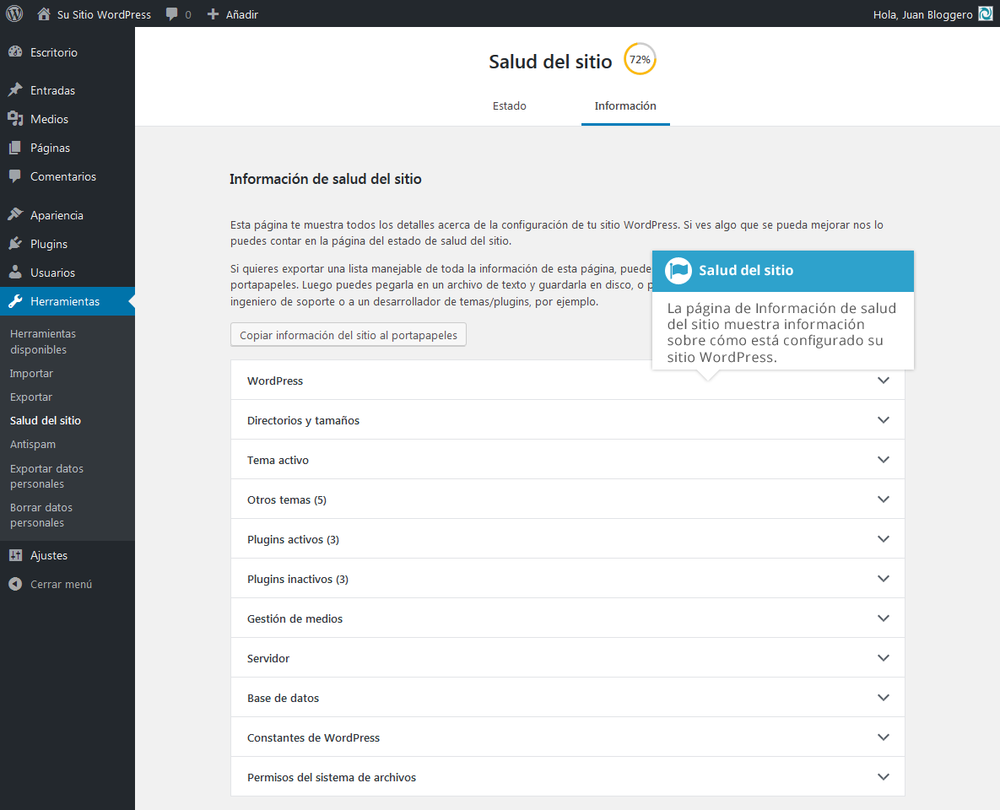 Su Sitio WordPress 0 Añadir Hola, Juan Bloggero
Escritorio
Entradas
Medios
Páginas
Comentarios
Apariencia
Plugins
Usuarios
Herramientas
Herramientas
disponibles
Importar
Exportar
Salud del sitio
Antispam
Exportar datos
personales
Borrar datos
personales
Ajustes
Cerrar menú
Salud del sitio 72%
Estado Información
Información de salud del sitio
Esta página te muestra todos los detalles acerca de la configuración de tu sitio WordPress. Si ves algo que se pueda mejorar nos lo
puedes contar en la página del estado de salud del sitio.
Si quieres exportar una lista manejable de toda la información de esta página, puede
portapapeles. Luego puedes pegarla en un archivo de texto y guardarla en disco, o p
ingeniero de soporte o a un desarrollador de temas/plugins, por ejemplo.
Salud del sitio
La página de Información de salud
del sitio muestra información
sobre cómo está configurado su
sitio WordPress.
Copiar información del sitio al portapapeles
WordPress
Directorios y tamaños
Tema activo
Otros temas (5)
Plugins activos (3)
Plugins inactivos (3)
Gestión de medios
Servidor
Base de datos
Constantes de WordPress
Permisos del sistema de archivos